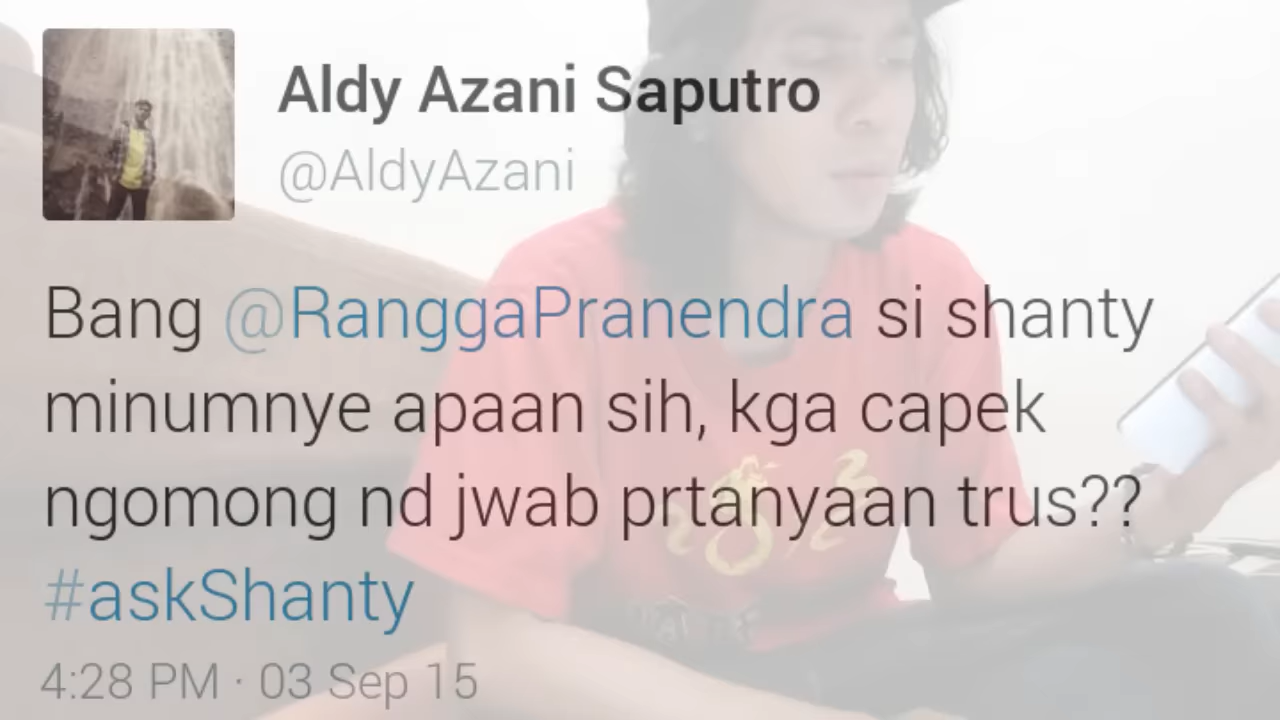 Aldy Azani Saputro
@AldyAzani
Bang @RanggaPranendra si shanty
minumnye apaan sih, kga capek
ngomong nd jwab prtanyaan trus??
#askShanty
4:28 PM · 03 Sep 15